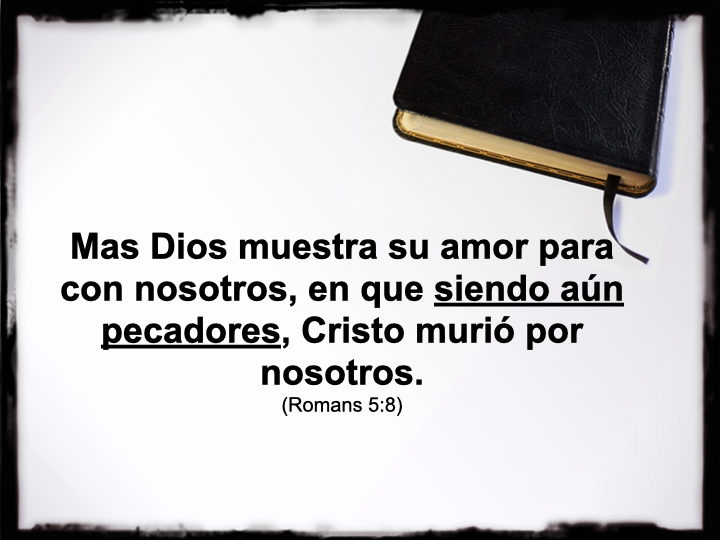 Mas Dios muestra su amor para
con nosotros, en que siendo aún
pecadores, Cristo murió por
nosotros.
(Romans 5:8)